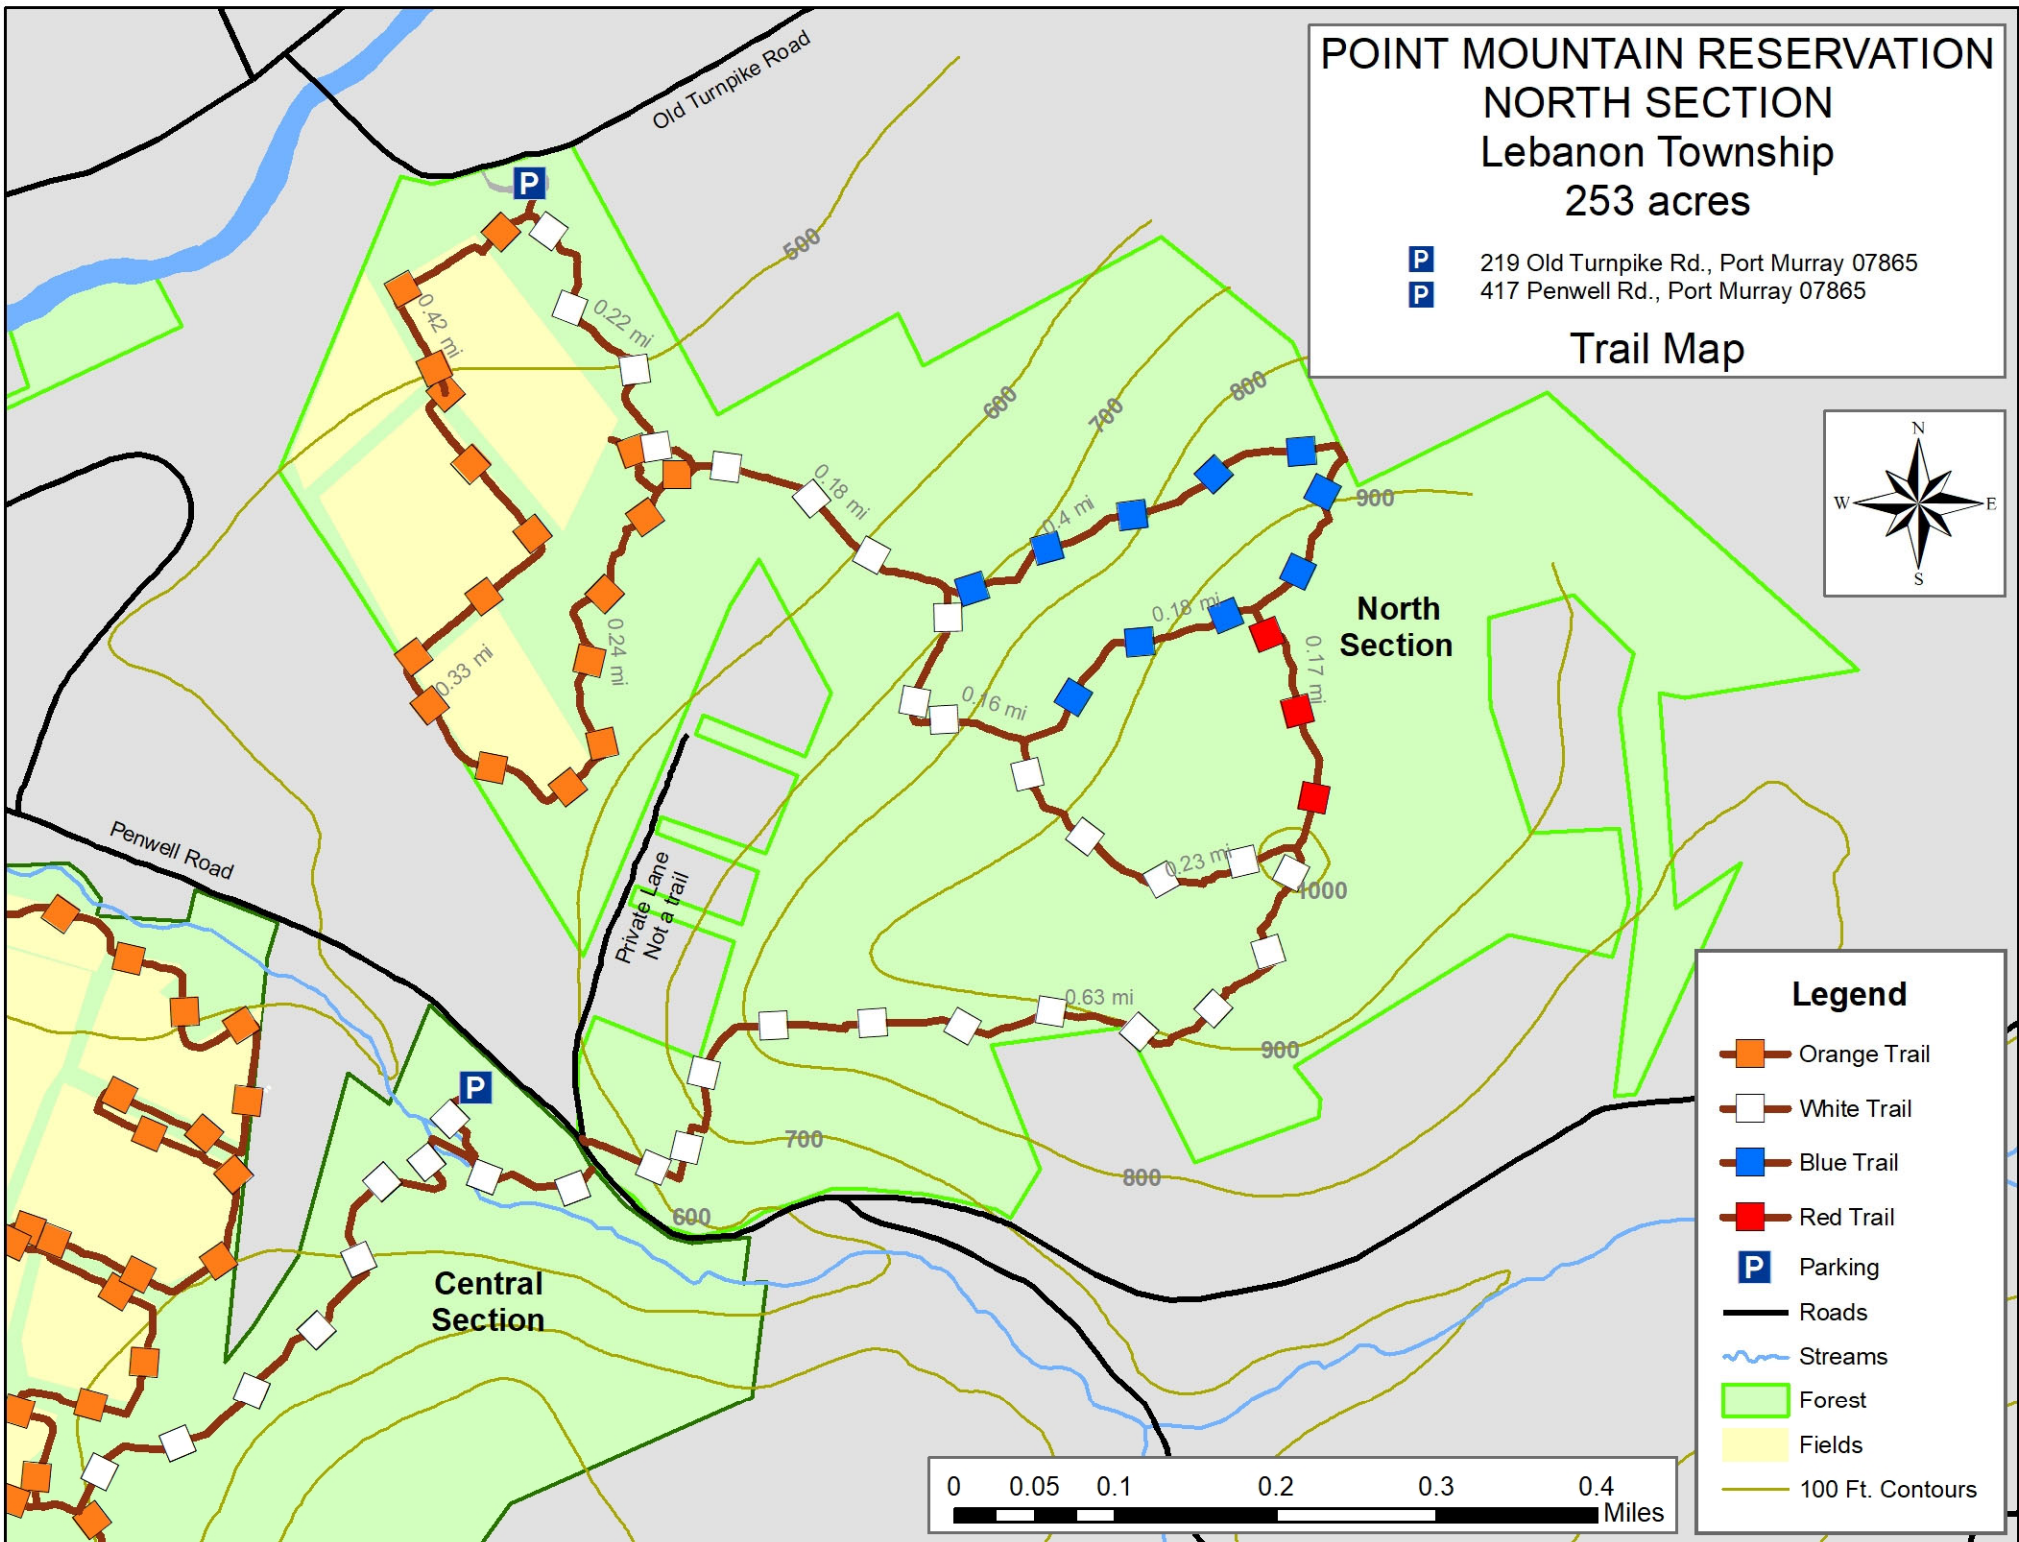 POINT MOUNTAIN RESERVATION
NORTH SECTION
Lebanon Township
253 acres
P 219 Old Turnpike Rd., Port Murray 07865
P 417 Penwell Rd., Port Murray 07865
Trail Map
Old Turnpike Road
P
500
0.22 mi
0.42 mi
600
700
800
N
W E
S
0.18 mi
0.4 mi
900
0.18 mi
North
Section
0.24 mi
0.33 mi
0.17 mi
0.16 mi
Penwell Road
Private Lane
Not a trail
0.23 mi
1000
0.63 mi
900
P
700
800
600
Central
Section
Legend
Orange Trail
White Trail
Blue Trail
Red Trail
P Parking
Roads
Streams
Forest
Fields
100 Ft. Contours
0 0.05 0.1 0.2 0.3 0.4
Miles